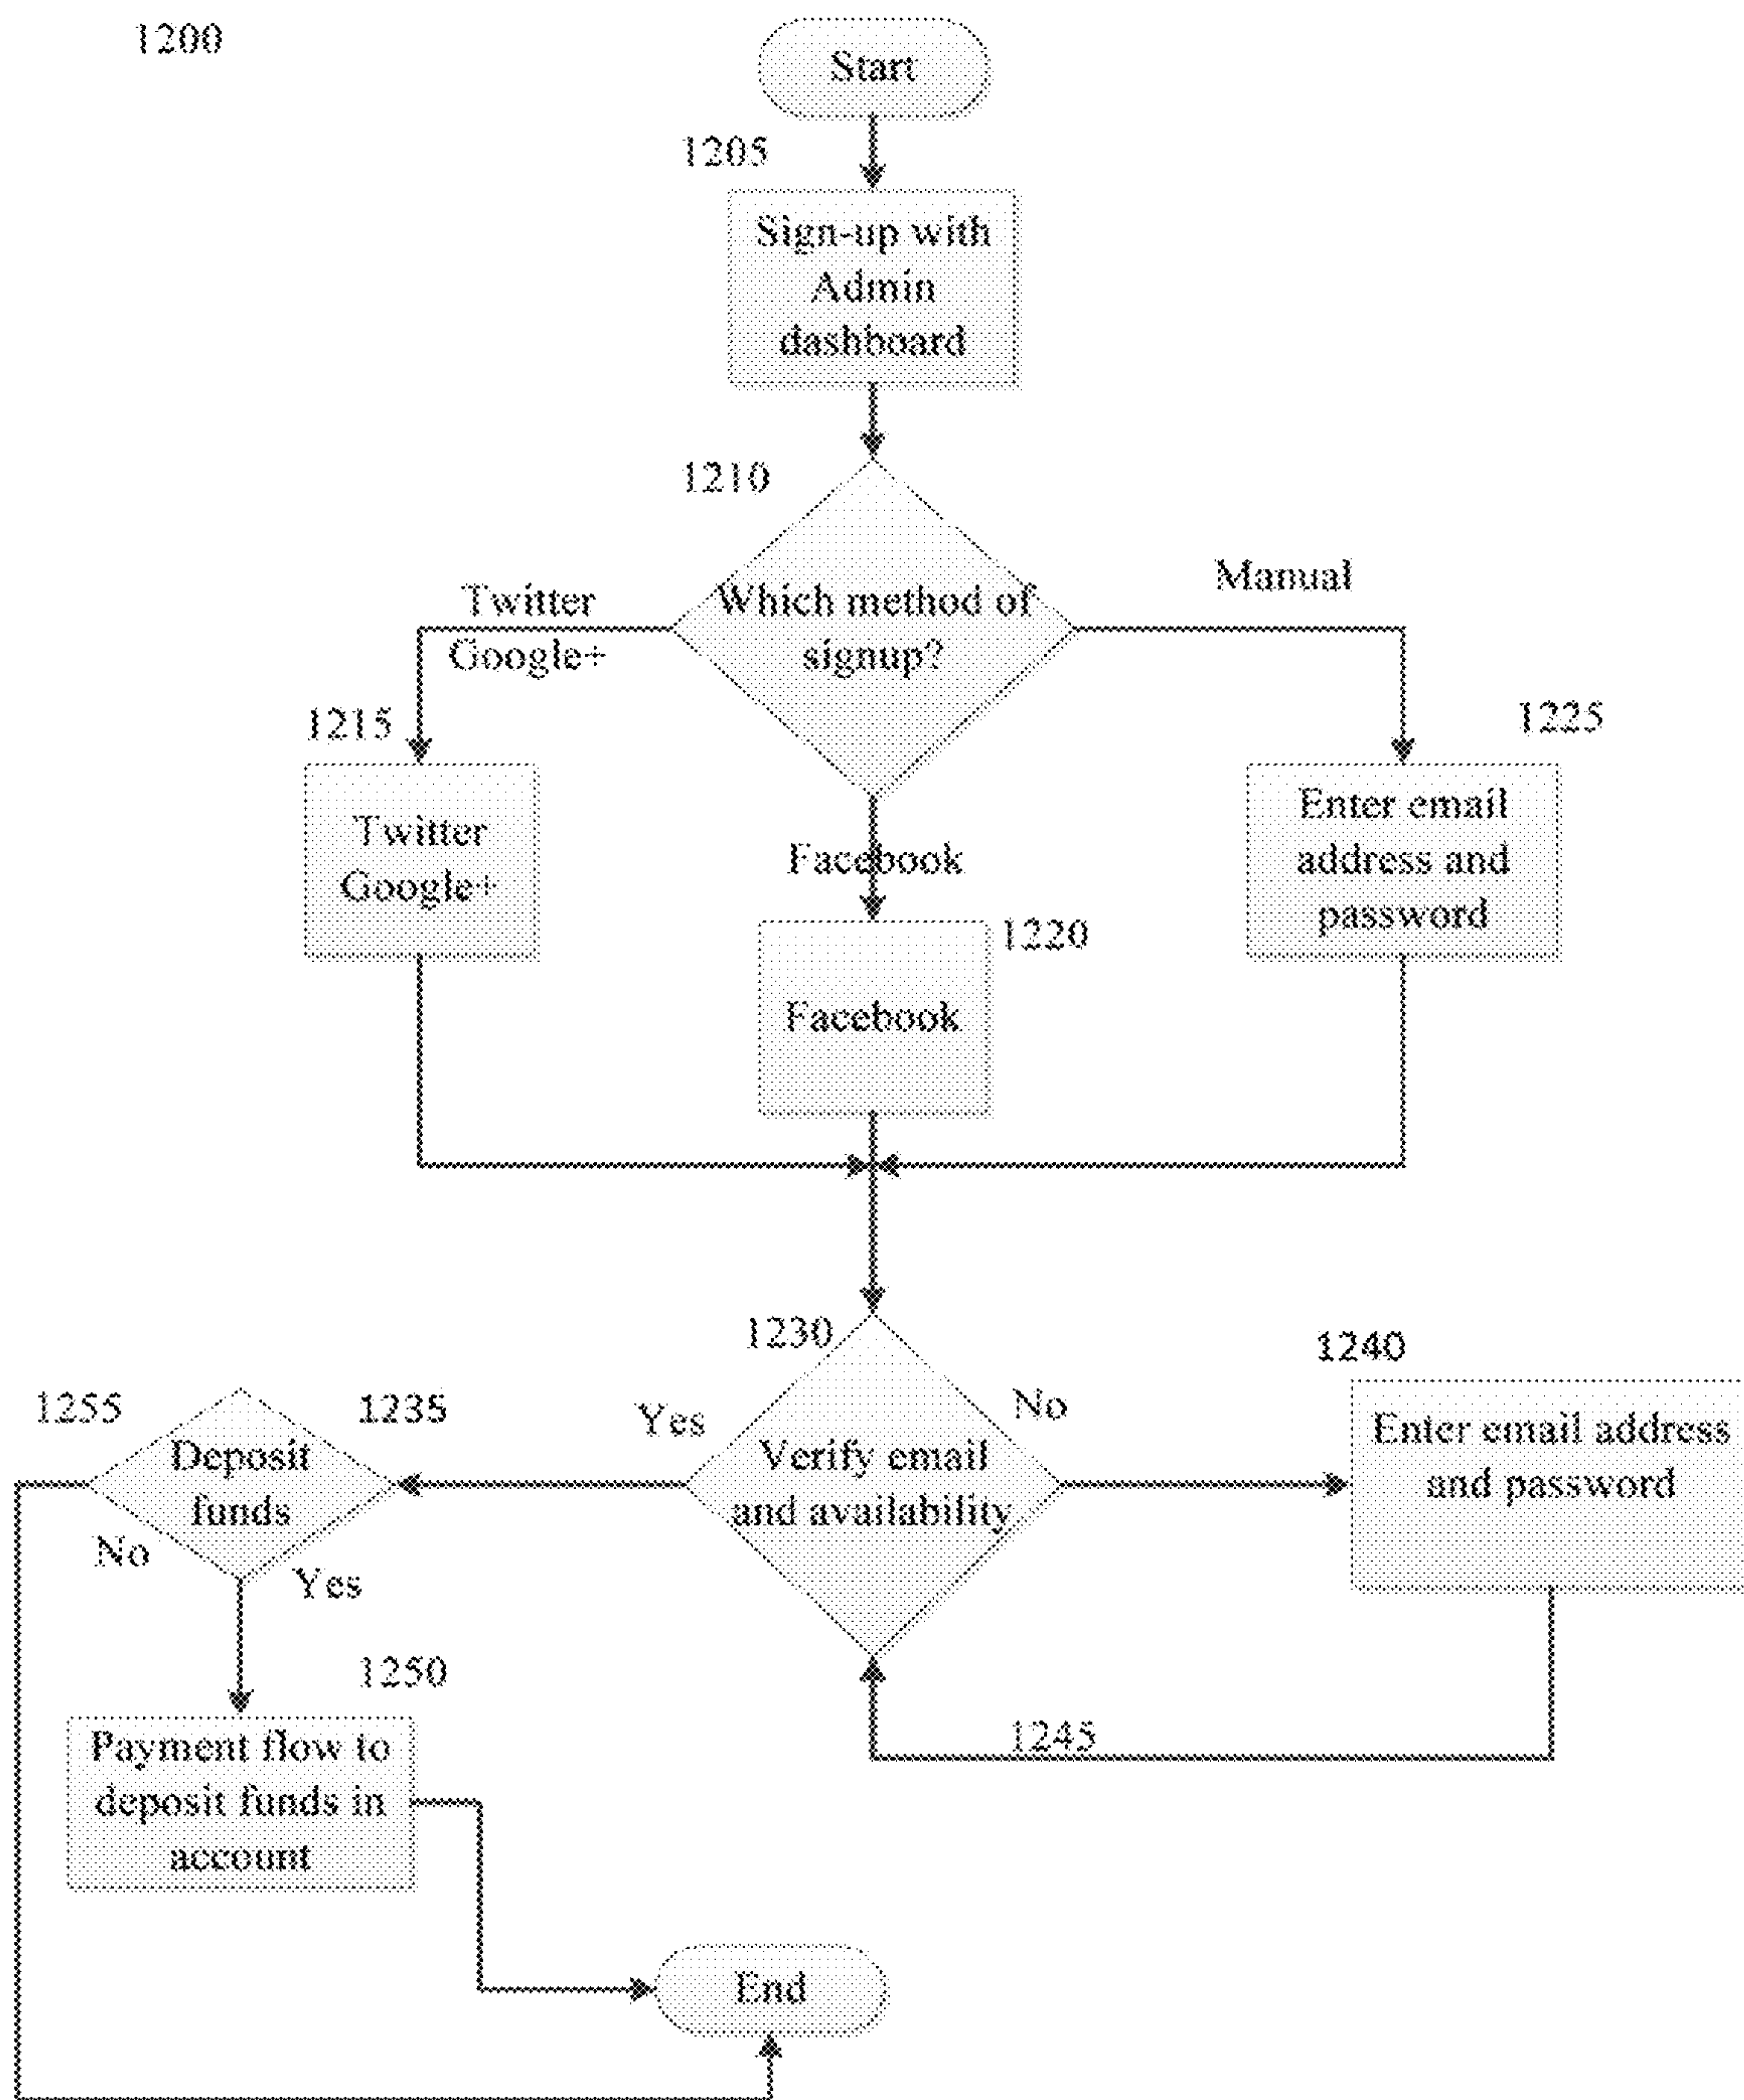 1200
Start
1205
Sign-up with
Admin
dashboard
1210
Which method of
signup?
Twitter
Google+
Manual
1215
1225
Twitter
Google+
Facebook
Enter email
address and
password
1220
Facebook
1230
1240
1255
1235
Yes
No
Deposit
funds
Verify email
and availability
Enter email address
and password
No
Yes
1250
1245
Payment flow to
deposit funds in
account
End